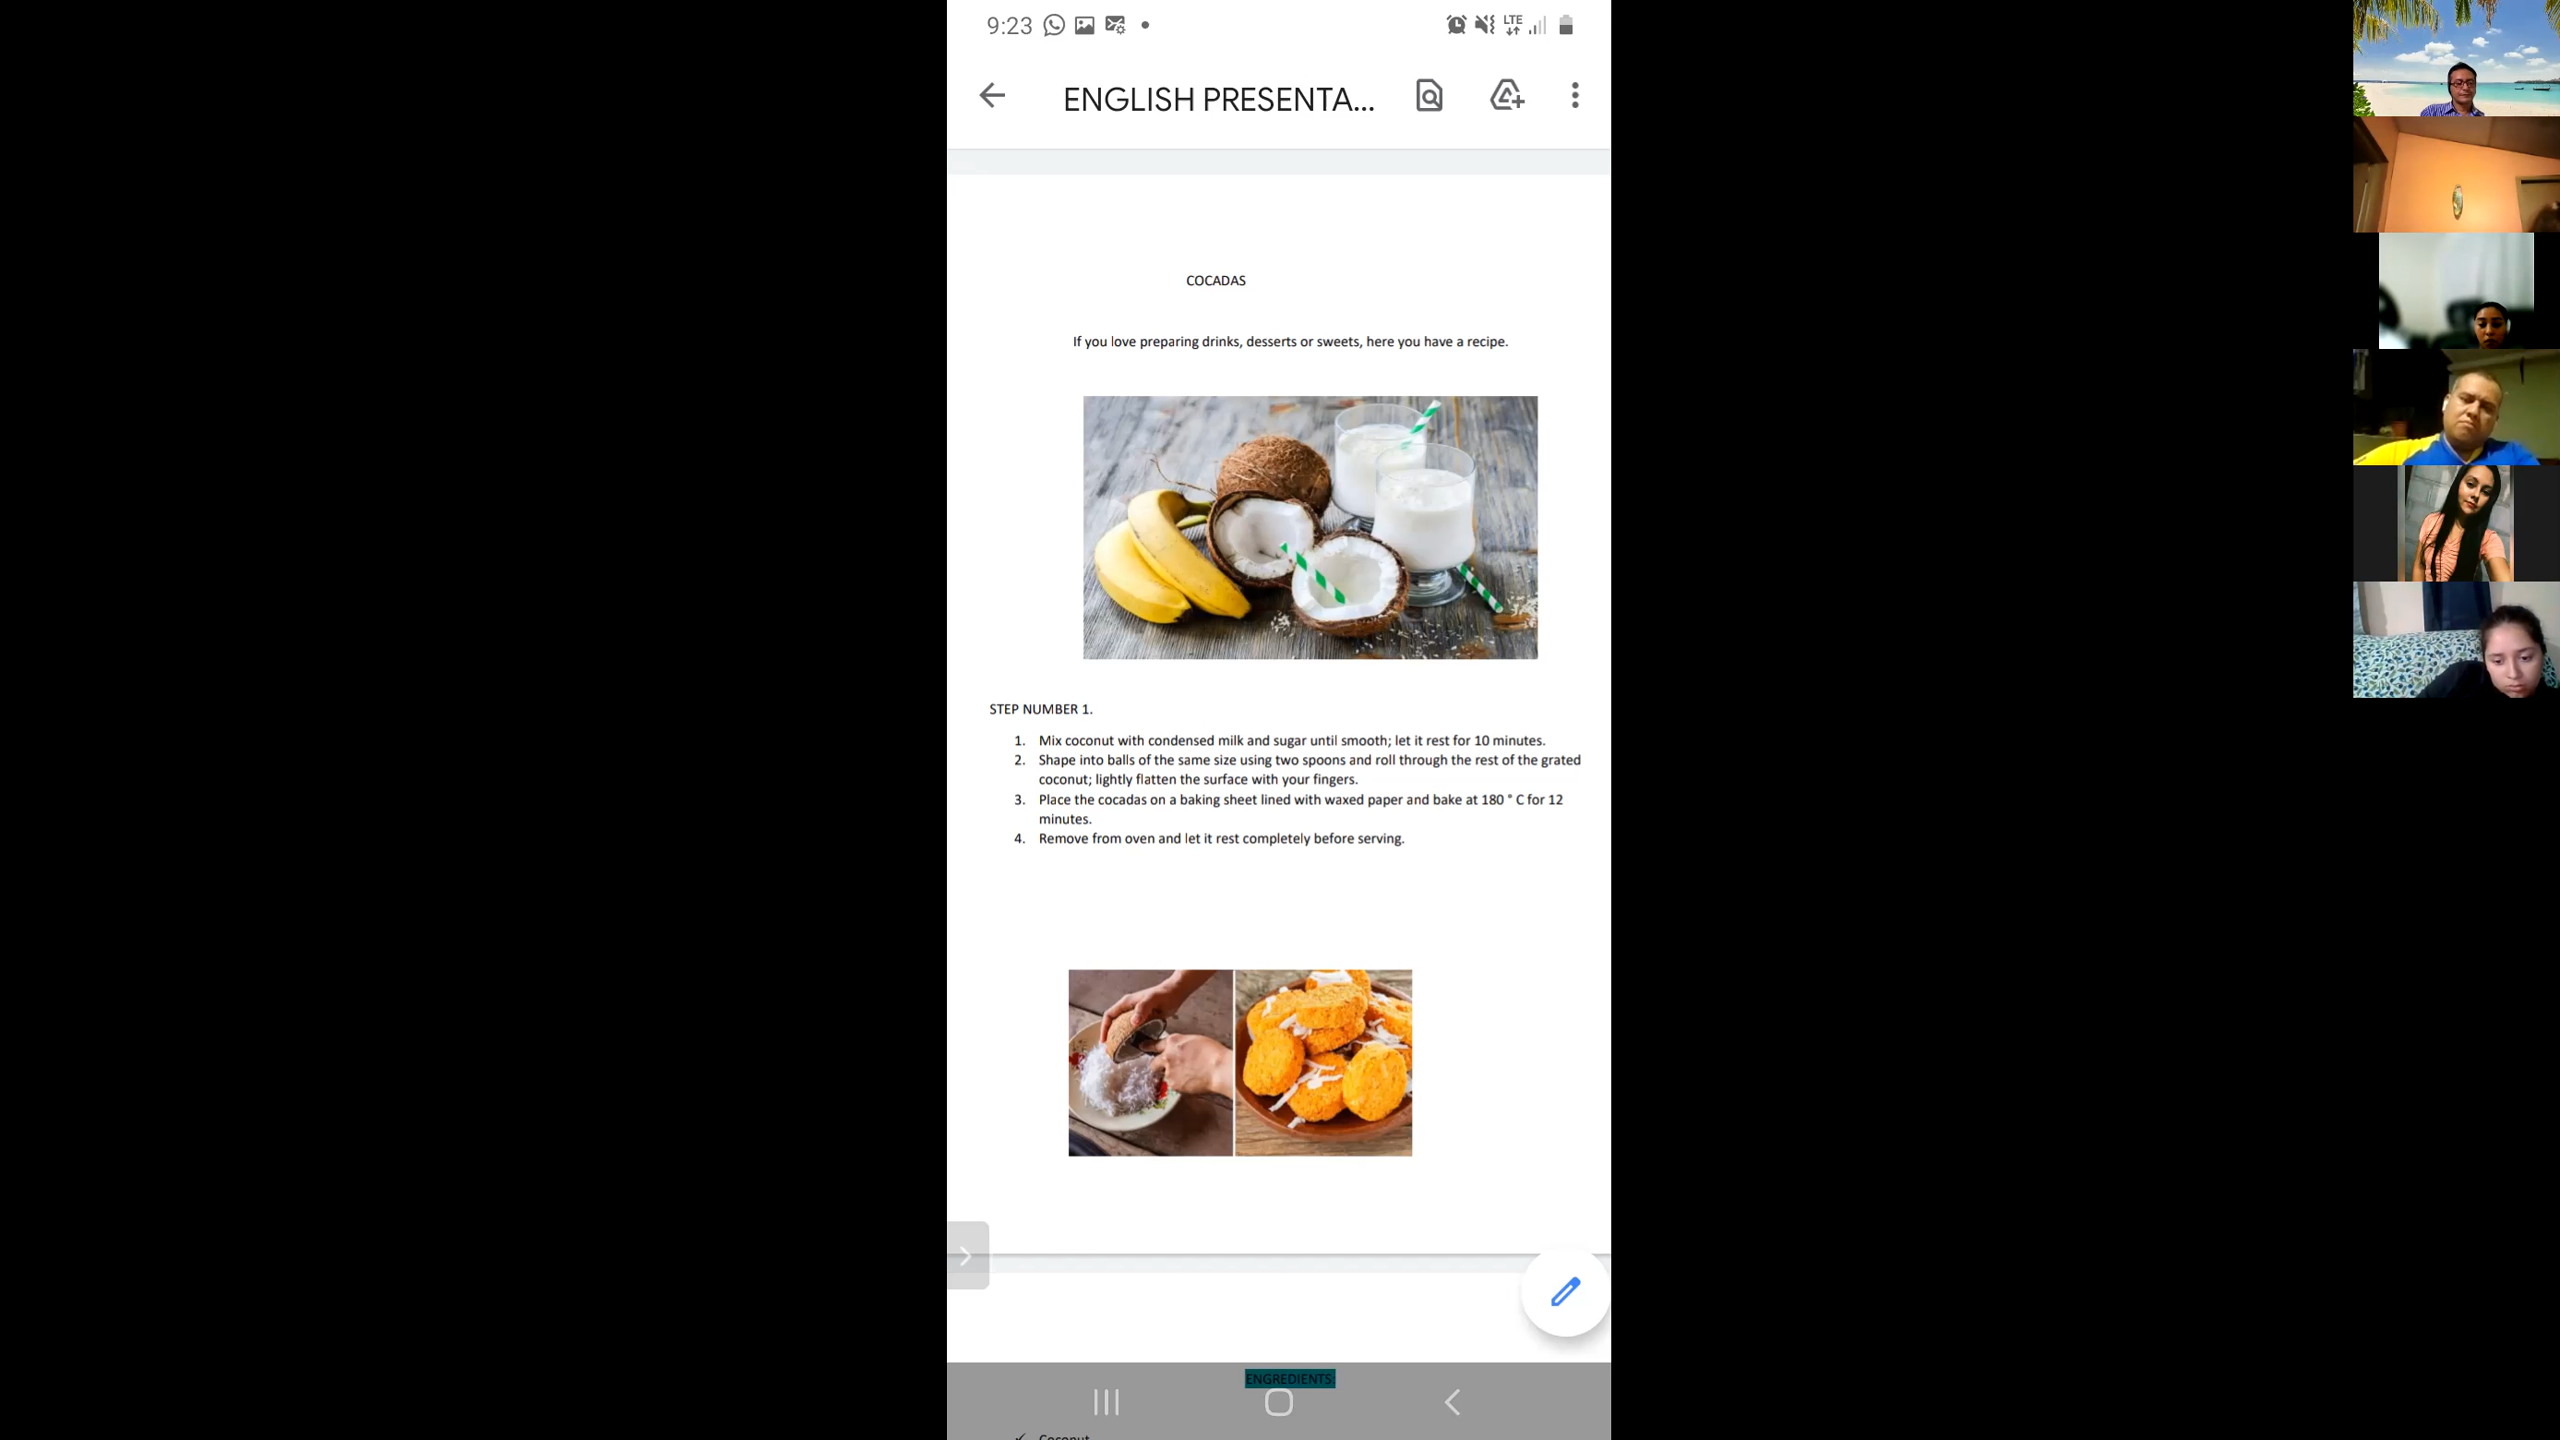 9:23
LTE
ENGLISH PRESENTA...
COCADAS
If you love preparing drinks, desserts or sweets, here you have a recipe.
STEP NUMBER 1.
1. Mix coconut with condensed milk and sugar until smooth; let it rest for 10 minutes.
2. Shape into balls of the same size using two spoons and roll through the rest of the grated
coconut; lightly flatten the surface with your fingers.
3. Place the cocadas on a baking sheet lined with waxed paper and bake at 180 ° C for 12
minutes.
4. Remove from oven and let it rest completely before serving.
ENGREDIENTS:
✓ Coconut